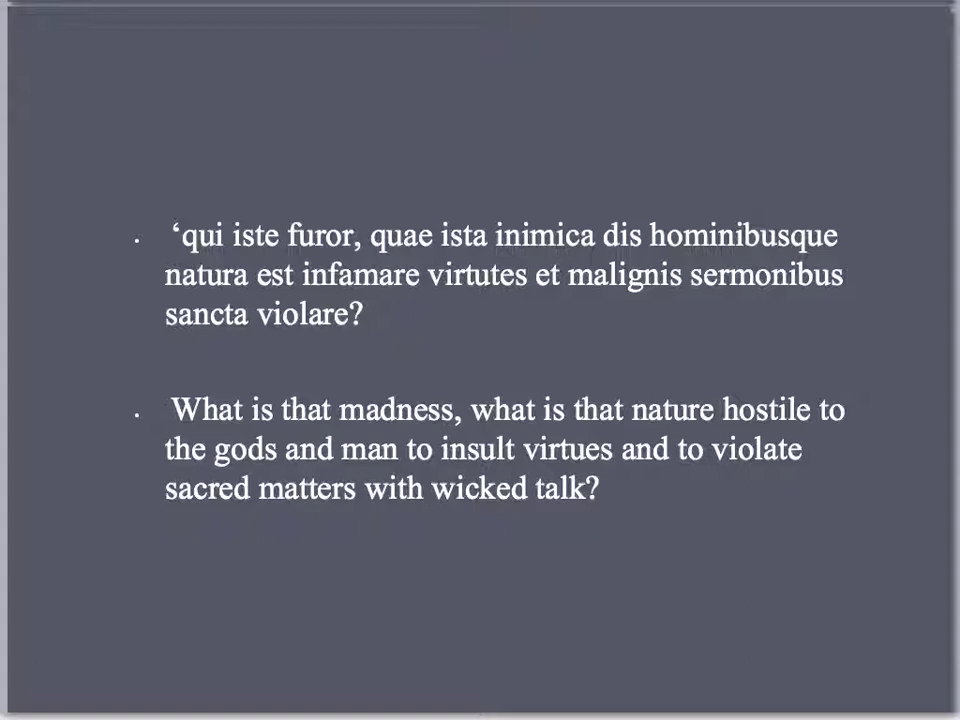 · ‘qui iste furor, quae ista inimica dis hominibusque
natura est infamare virtutes et malignis sermonibus
sancta violare?
· What is that madness, what is that nature hostile to
the gods and man to insult virtues and to violate
sacred matters with wicked talk?